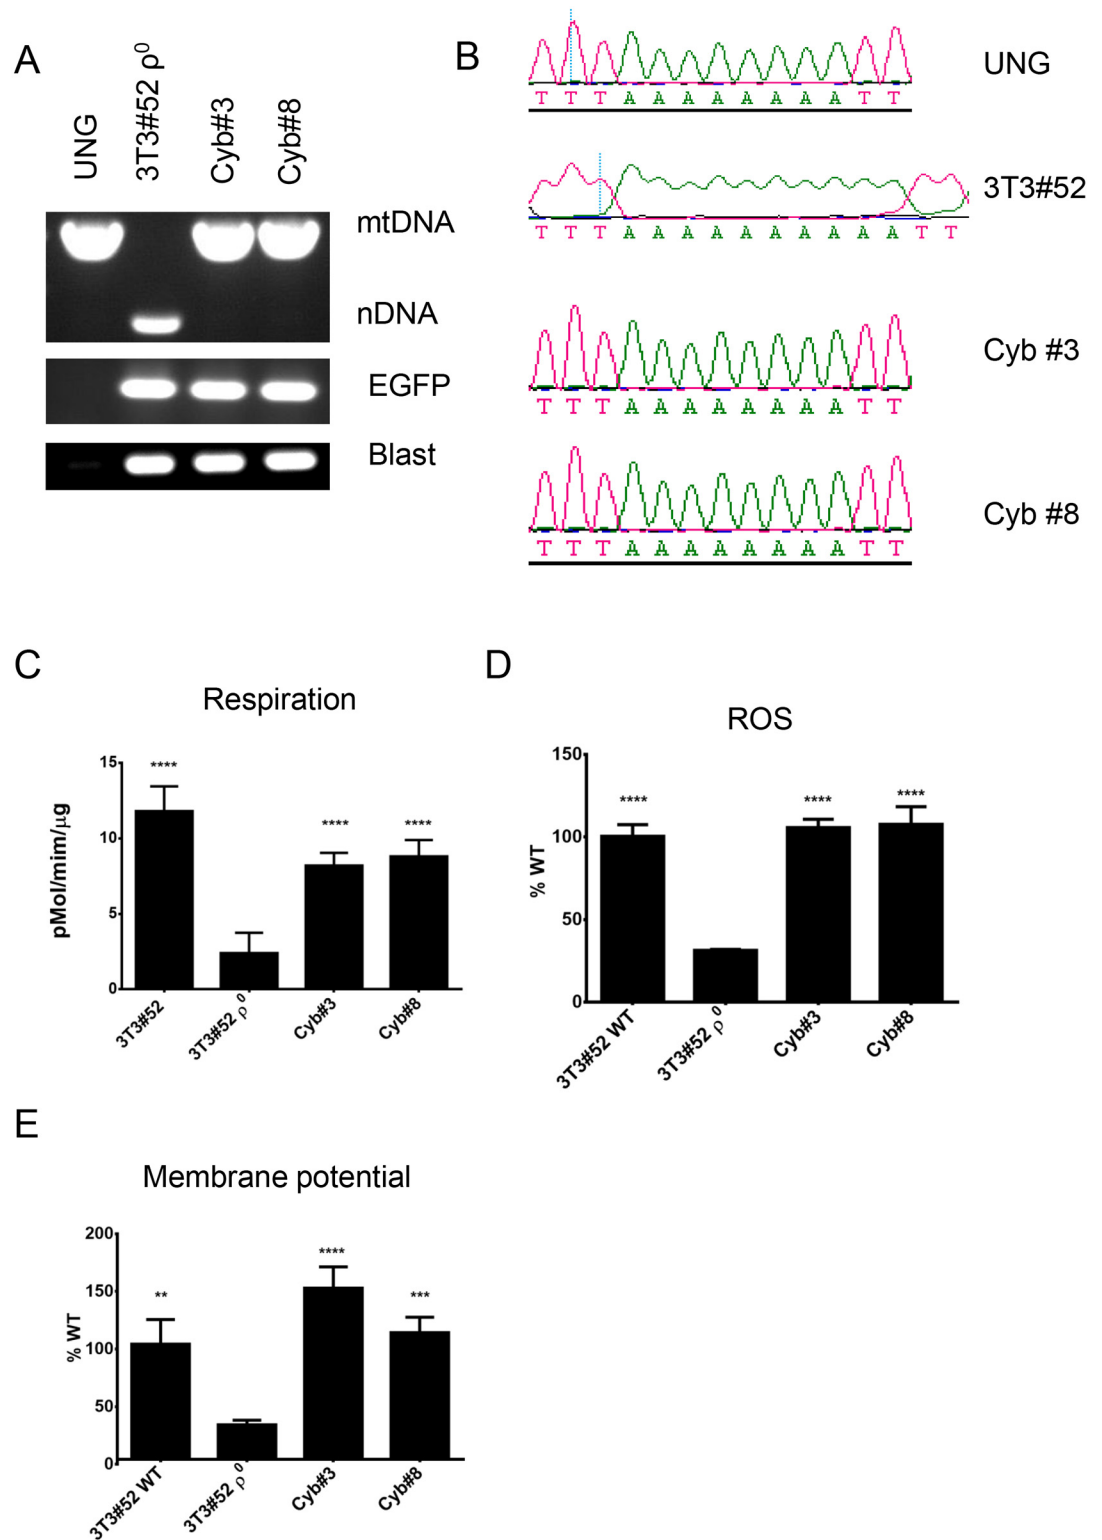 A
UNG
3T3#52 ρ⁰
Cyb#3
Cyb#8
mtDNA
nDNA
EGFP
Blast
B
T T T A A A A A A A A T T
UNG
T T T A A A A A A A A A A T T
3T3#52
T T T A A A A A A A A T T
Cyb #3
T T T A A A A A A A A T T
Cyb #8
C
Respiration
pMol/mim/µg
15
10
5
0
****
****
****
3T3#52
3T3#52 ρ⁰
Cyb#3
Cyb#8
D
ROS
% WT
150
100
50
0
****
****
****
3T3#52 WT
3T3#52 ρ⁰
Cyb#3
Cyb#8
E
Membrane potential
% WT
200
150
100
50
0
**
****
***
3T3#52 WT
3T3#52 ρ⁰
Cyb#3
Cyb#8